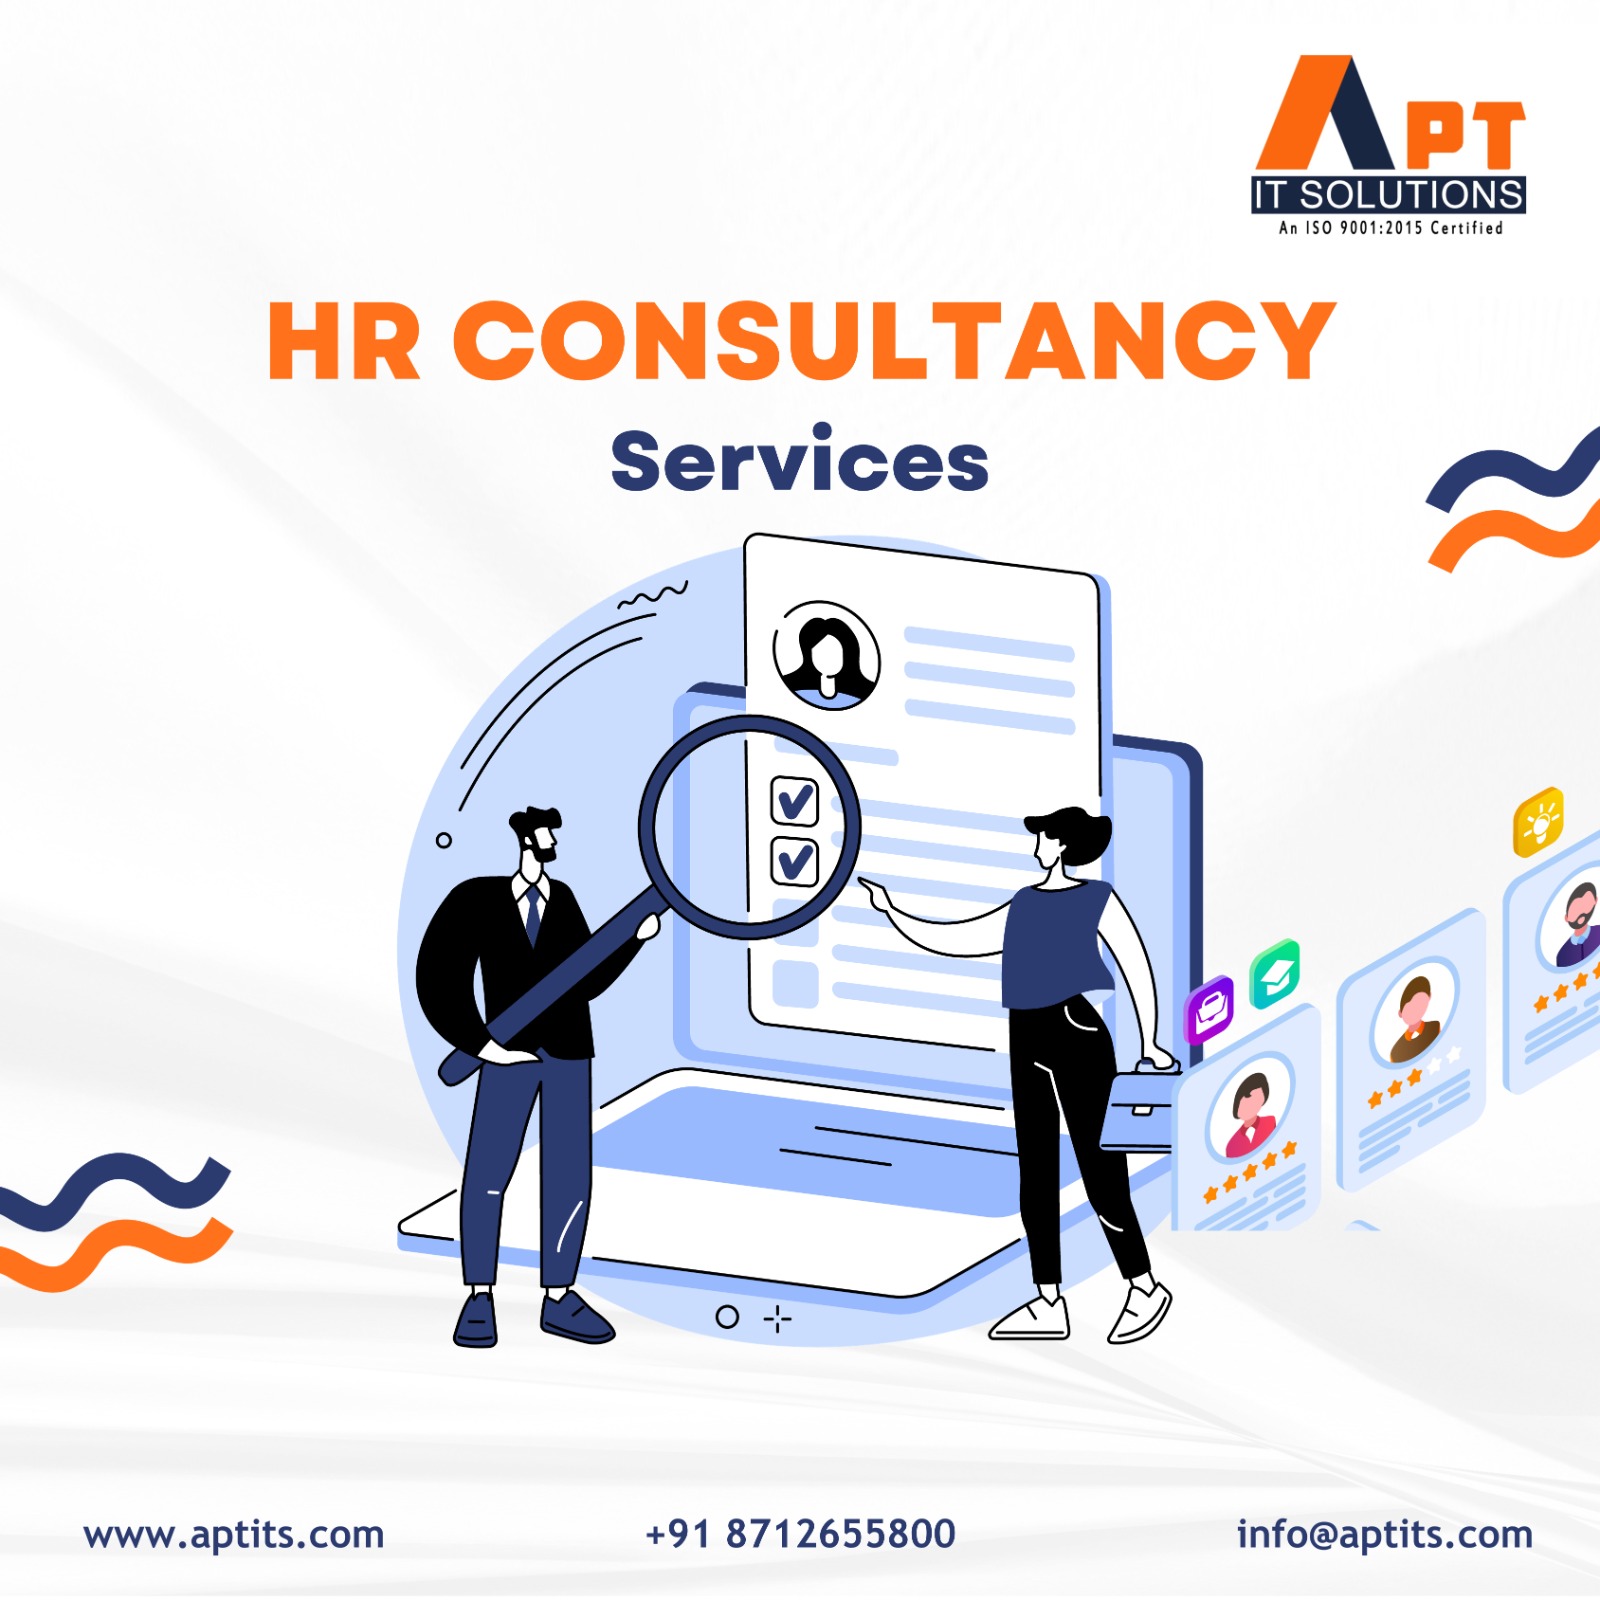 APT
IT SOLUTIONS
An ISO 9001:2015 Certified
HR CONSULTANCY
Services
www.aptits.com
+91 8712655800
info@aptits.com